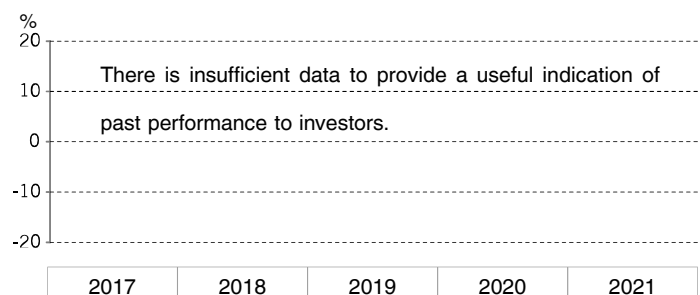 %
20
There is insufficient data to provide a useful indication of
10
past performance to investors.
0
-10
-20
2017 2018 2019 2020 2021